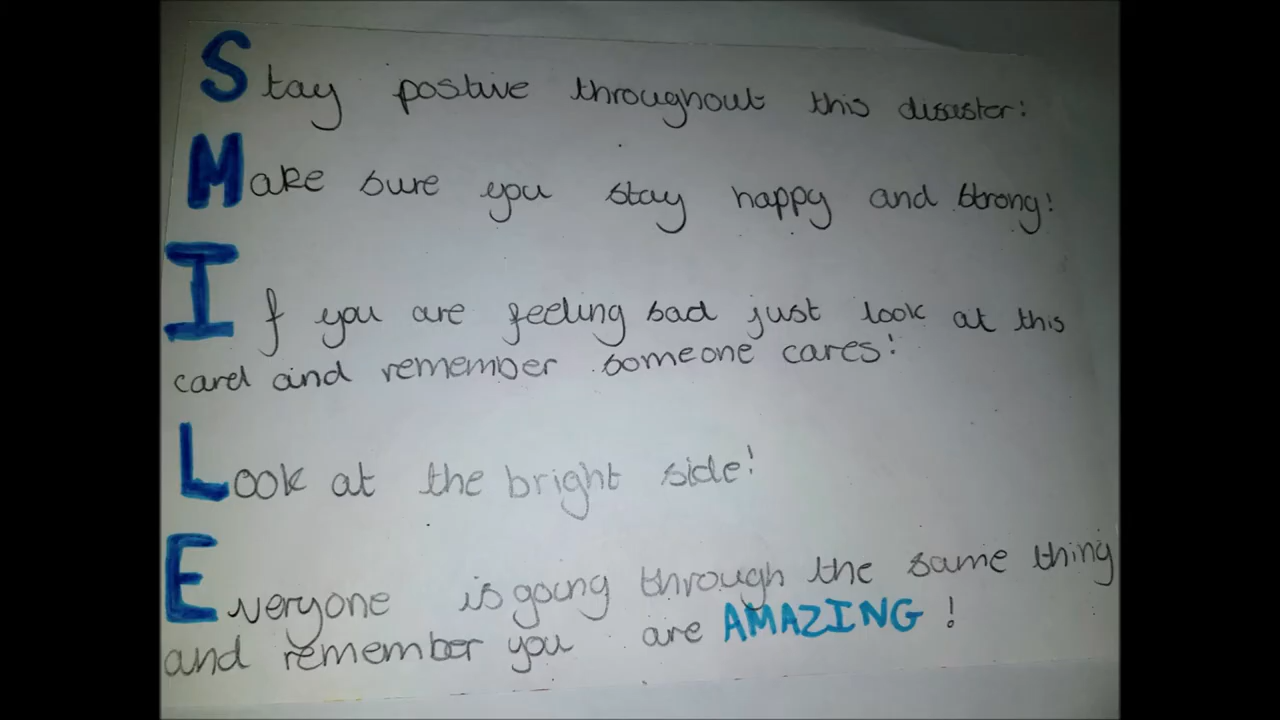 Stay postive throughout this disaster!
Make sure you stay happy and strong!
If you are feeling bad just look at this
card and remember someone cares!
Look at the bright side!
Everyone is going through the same thing
and remember you are AMAZING!